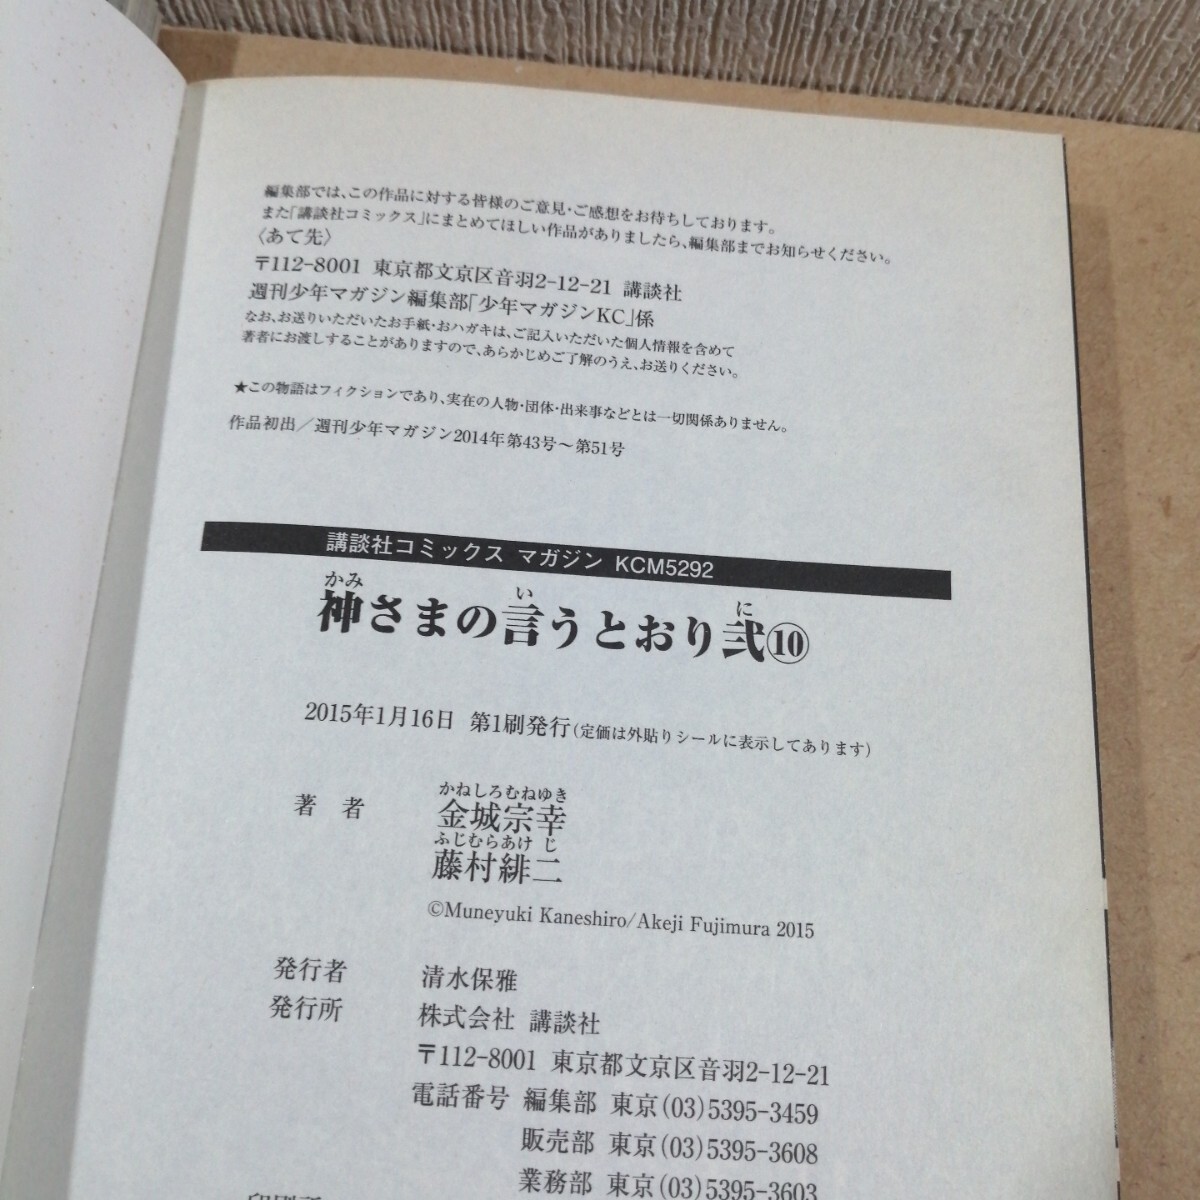 編集部では、この作品に対する皆様のご意見・ご感想をお待ちしております。
また「講談社コミックス」にまとめてほしい作品がありましたら、編集部までお知らせください。
〈あて先〉
〒112-8001 東京都文京区音羽2-12-21 講談社
週刊少年マガジン編集部「少年マガジンKC」係
なお、お送りいただいたお手紙・おハガキは、ご記入いただいた個人情報を含めて
著者にお渡しすることがありますので、あらかじめご了解のうえ、お送りください。
★この物語はフィクションであり、実在の人物・団体・出来事などとは一切関係ありません。
作品初出／週刊少年マガジン2014年第43号～第51号
講談社コミックス マガジン KCM5292
かみ い に
神さまの言うとおり弐⑩
2015年1月16日 第1刷発行(定価は外貼りシールに表示してあります)
かねしろむねゆき
著者 金城宗幸
ふじむらあけじ
藤村緋二
©Muneyuki Kaneshiro/Akeji Fujimura 2015
発行者 清水保雅
発行所 株式会社 講談社
〒112-8001 東京都文京区音羽2-12-21
電話番号 編集部 東京(03)5395-3459
販売部 東京(03)5395-3608
業務部 東京(03)5395-3603